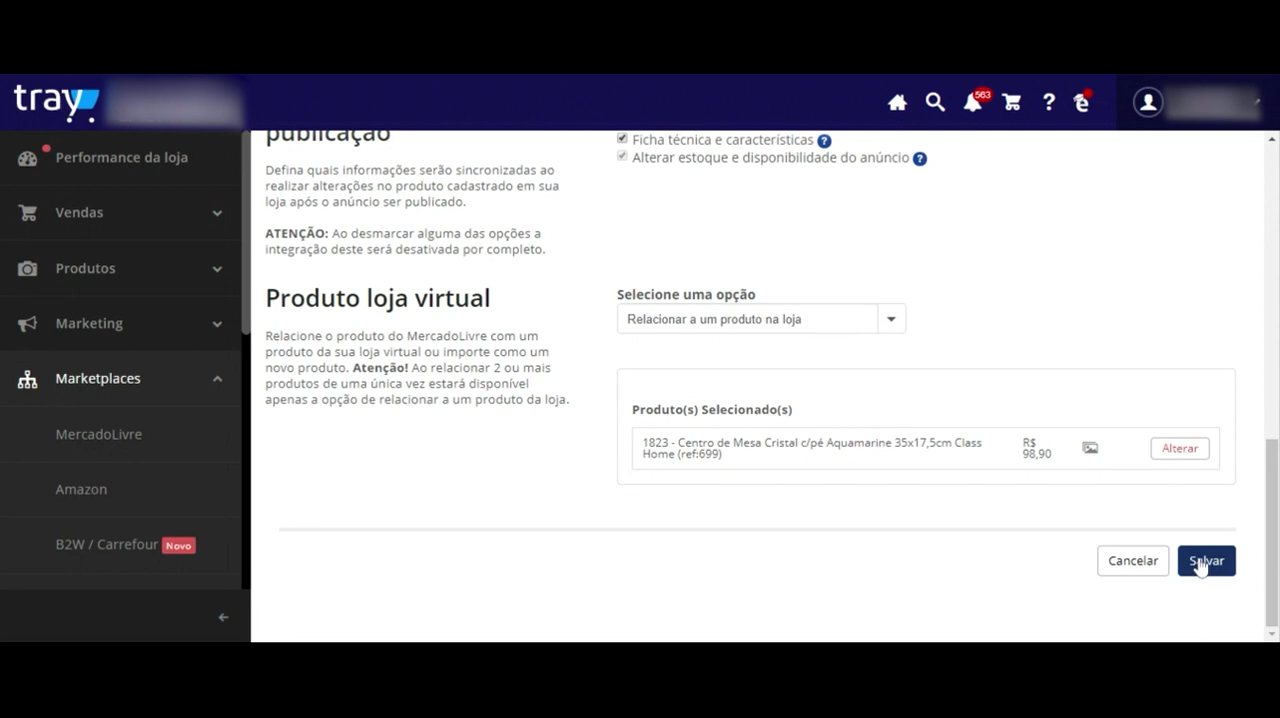 tray
563
Performance da loja
Vendas
Produtos
Marketing
Marketplaces
MercadoLivre
Amazon
B2W / Carrefour Novo
publicação
Defina quais informações serão sincronizadas ao
realizar alterações no produto cadastrado em sua
loja após o anúncio ser publicado.
ATENÇÃO: Ao desmarcar alguma das opções a
integração deste será desativada por completo.
Ficha técnica e características ?
Alterar estoque e disponibilidade do anúncio ?
Produto loja virtual
Relacione o produto do MercadoLivre com um
produto da sua loja virtual ou importe como um
novo produto. Atenção! Ao relacionar 2 ou mais
produtos de uma única vez estará disponível
apenas a opção de relacionar a um produto da loja.
Selecione uma opção
Relacionar a um produto na loja
Produto(s) Selecionado(s)
1823 - Centro de Mesa Cristal c/pé Aquamarine 35x17,5cm Class
Home (ref:699)
R$
98,90
Alterar
Cancelar
Salvar